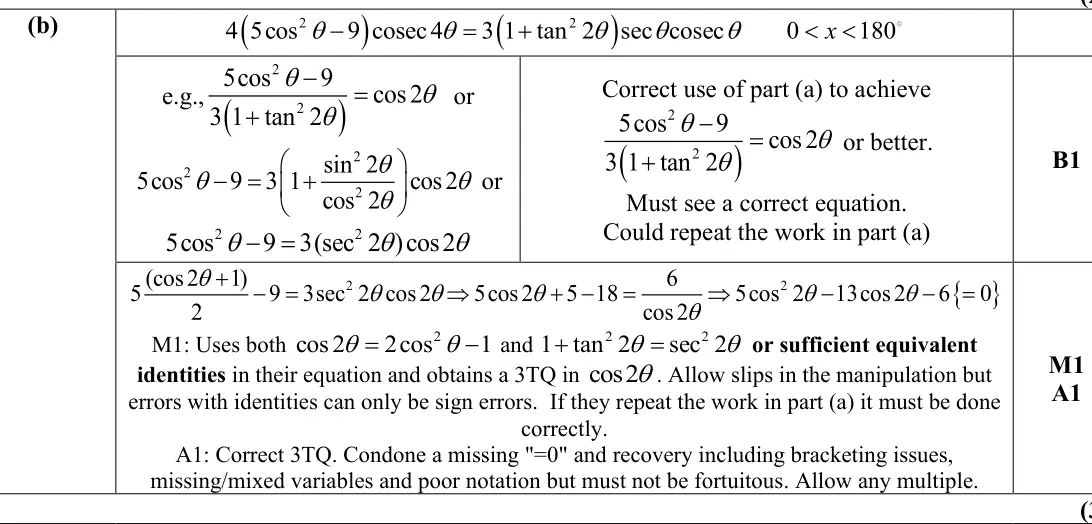 (b)
4(5cos² θ − 9)cosec 4θ = 3(1 + tan² 2θ)sec θcosec θ 0 < x < 180°
e.g., (5cos² θ − 9)/(3(1 + tan² 2θ)) = cos 2θ or
5cos² θ − 9 = 3(1 + sin² 2θ/cos² 2θ)cos 2θ or
5cos² θ − 9 = 3(sec² 2θ)cos 2θ
Correct use of part (a) to achieve
(5cos² θ − 9)/(3(1 + tan² 2θ)) = cos 2θ or better.
Must see a correct equation.
Could repeat the work in part (a)
B1
5(cos 2θ + 1)/2 − 9 = 3sec² 2θ cos 2θ ⇒ 5cos 2θ + 5 − 18 = 6/cos 2θ ⇒ 5cos² 2θ − 13cos 2θ − 6{= 0}
M1: Uses both cos 2θ = 2cos² θ − 1 and 1 + tan² 2θ = sec² 2θ or sufficient equivalent
identities in their equation and obtains a 3TQ in cos 2θ. Allow slips in the manipulation but
errors with identities can only be sign errors. If they repeat the work in part (a) it must be done
correctly.
A1: Correct 3TQ. Condone a missing "=0" and recovery including bracketing issues,
missing/mixed variables and poor notation but must not be fortuitous. Allow any multiple.
M1
A1